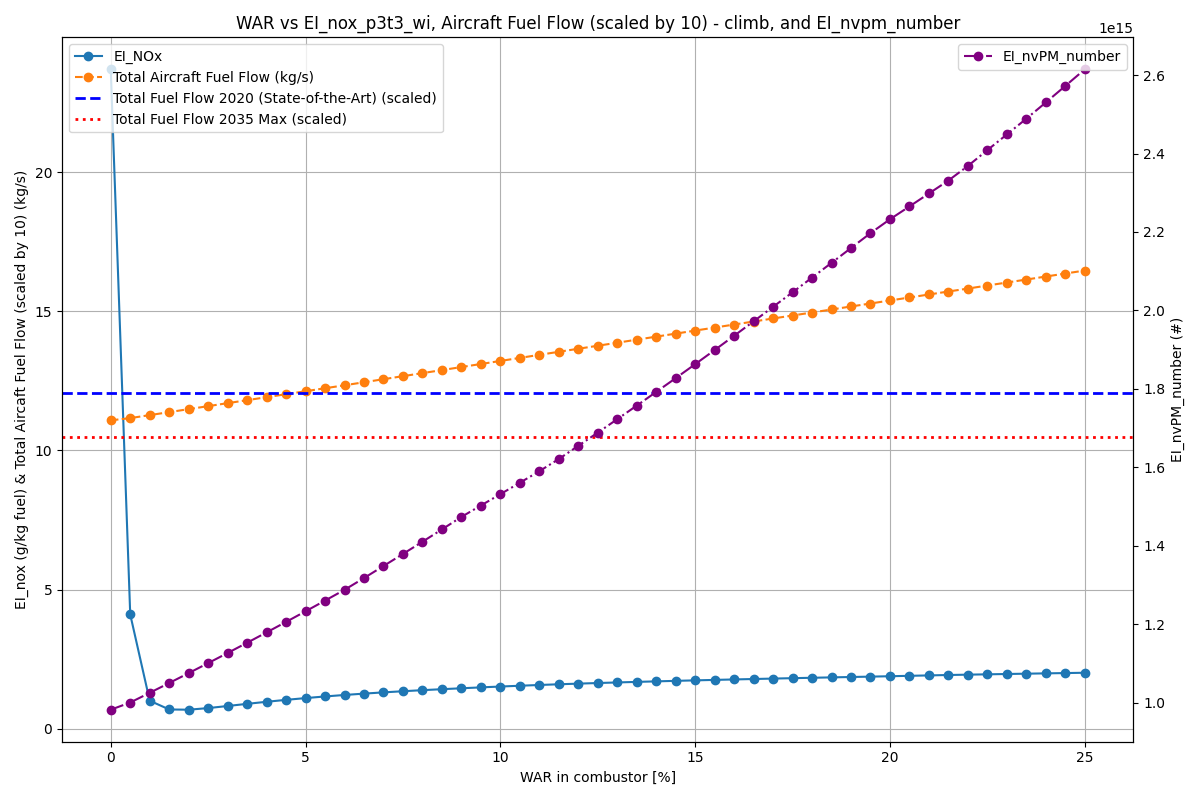 WAR vs EI_nox_p3t3_wi, Aircraft Fuel Flow (scaled by 10) - climb, and EI_nvpm_number
1e15
EI_NOx
Total Aircraft Fuel Flow (kg/s)
Total Fuel Flow 2020 (State-of-the-Art) (scaled)
Total Fuel Flow 2035 Max (scaled)
EI_nvPM_number
EI_nox (g/kg fuel) & Total Aircaft Fuel Flow (scaled by 10) (kg/s)
20
15
10
5
0
2.6
2.4
2.2
2.0
1.8
1.6
1.4
1.2
1.0
EI_nvPM_number (#)
0
5
10
15
20
25
WAR in combustor [%]